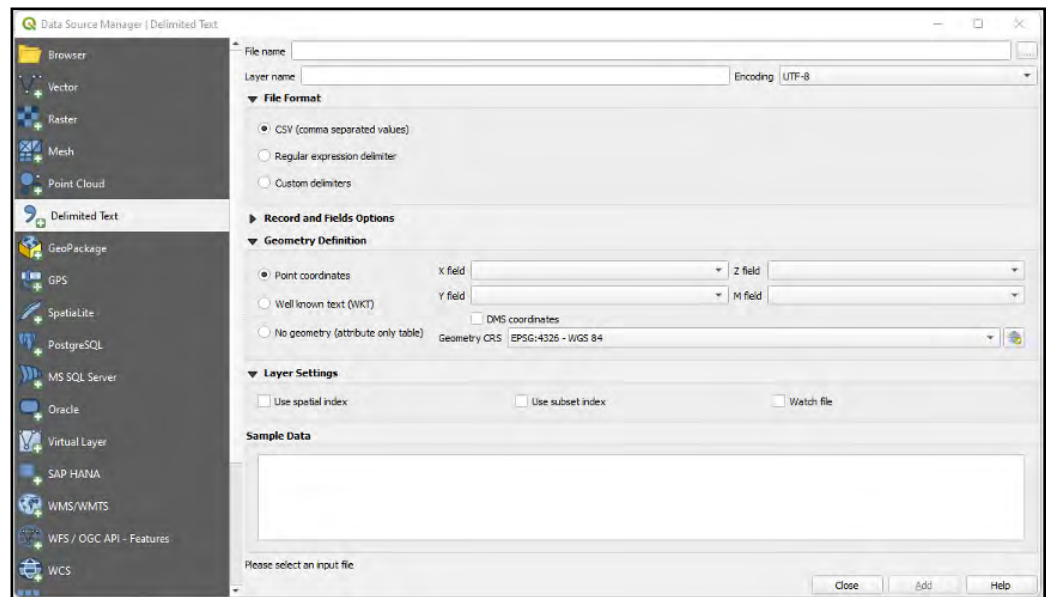 Data Source Manager | Delimited Text
Browser
Vector
Raster
Mesh
Point Cloud
Delimited Text
GeoPackage
GPS
SpatiaLite
PostgreSQL
MS SQL Server
Oracle
Virtual Layer
SAP HANA
WMS/WMTS
WFS / OGC API - Features
WCS
File name
...
Layer name
Encoding UTF-8
File Format
CSV (comma separated values)
Regular expression delimiter
Custom delimiters
Record and Fields Options
Geometry Definition
Point coordinates
Well known text (WKT)
No geometry (attribute only table)
X field
Z field
Y field
M field
DMS coordinates
Geometry CRS EPSG:4326 - WGS 84
Layer Settings
Use spatial index
Use subset index
Watch file
Sample Data
Please select an input file
Close
Add
Help